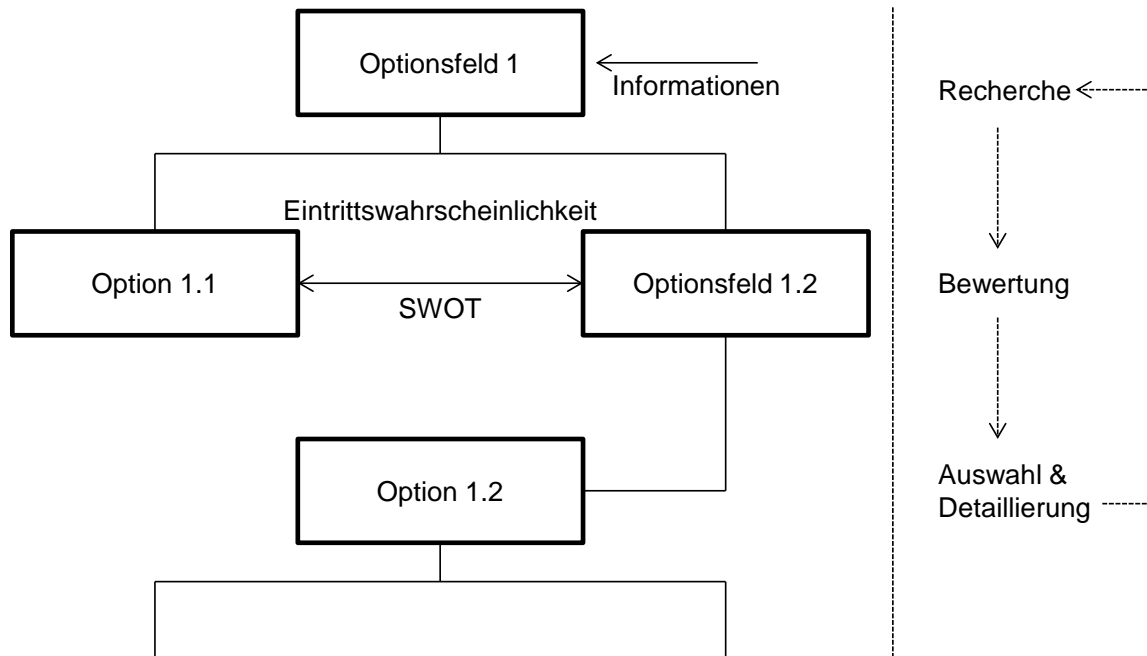 Optionsfeld 1
Informationen
Eintrittswahrscheinlichkeit
Option 1.1
SWOT
Optionsfeld 1.2
Option 1.2
Recherche
Bewertung
Auswahl &
Detaillierung